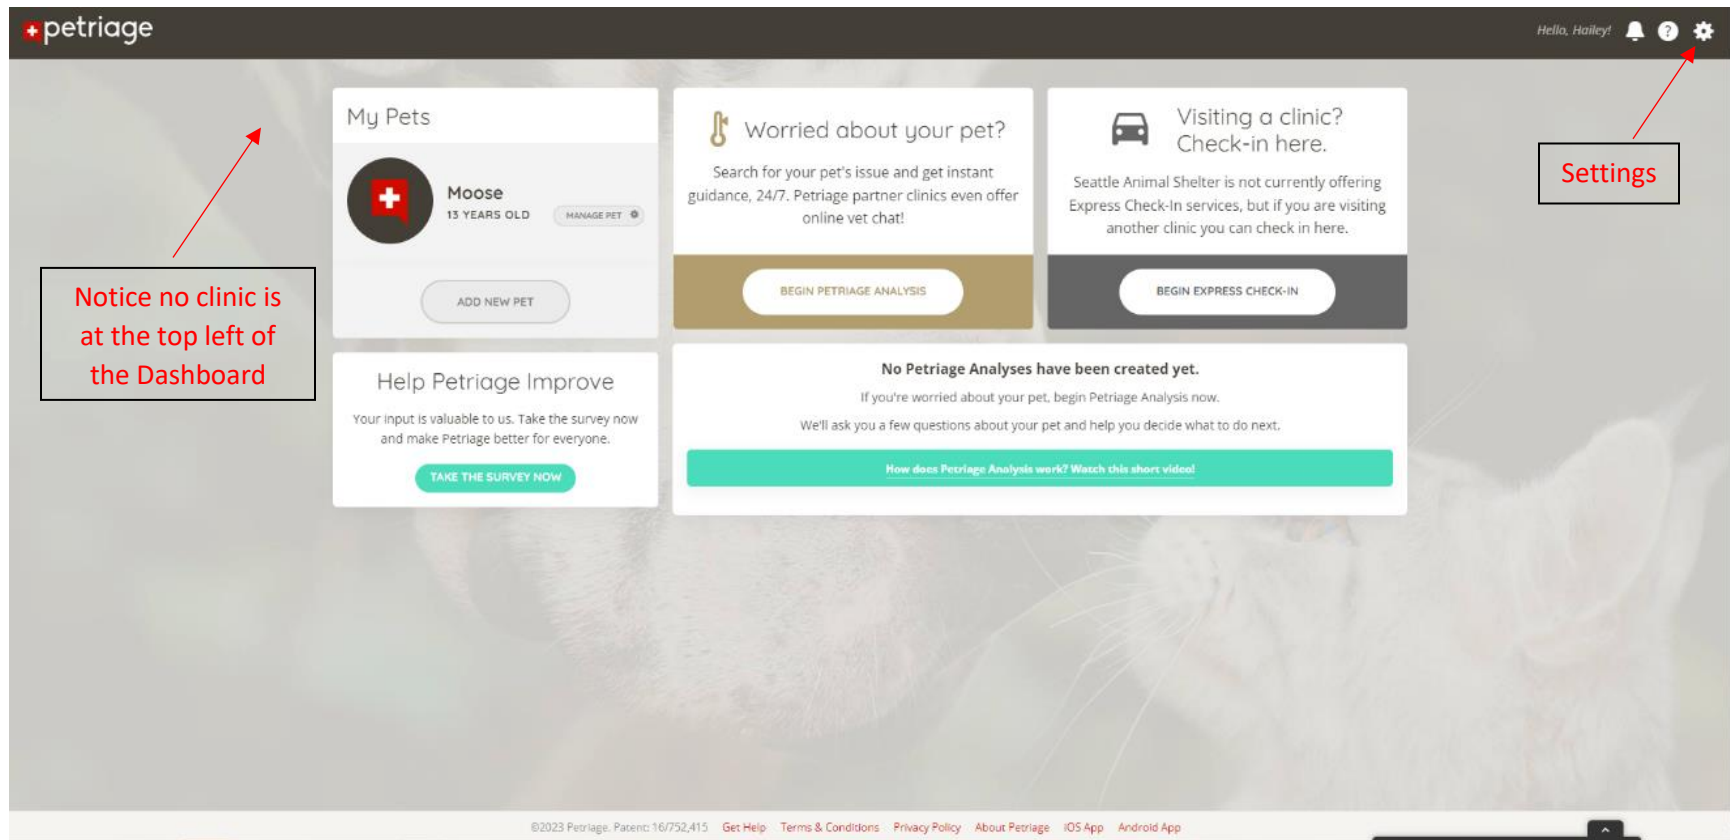 petriage
Hello, Hailey!
Settings
Notice no clinic is
at the top left of
the Dashboard
My Pets
Moose
13 YEARS OLD
MANAGE PET
ADD NEW PET
Worried about your pet?
Search for your pet's issue and get instant
guidance, 24/7. Petriage partner clinics even offer
online vet chat!
BEGIN PETRIAGE ANALYSIS
Visiting a clinic?
Check-in here.
Seattle Animal Shelter is not currently offering
Express Check-In services, but if you are visiting
another clinic you can check in here.
BEGIN EXPRESS CHECK-IN
Help Petriage Improve
Your input is valuable to us. Take the survey now
and make Petriage better for everyone.
TAKE THE SURVEY NOW
No Petriage Analyses have been created yet.
If you're worried about your pet, begin Petriage Analysis now.
We'll ask you a few questions about your pet and help you decide what to do next.
How does Petriage Analysis work? Watch this short video!
©2023 Petriage. Patent: 16/752,415 Get Help Terms & Conditions Privacy Policy About Petriage iOS App Android App